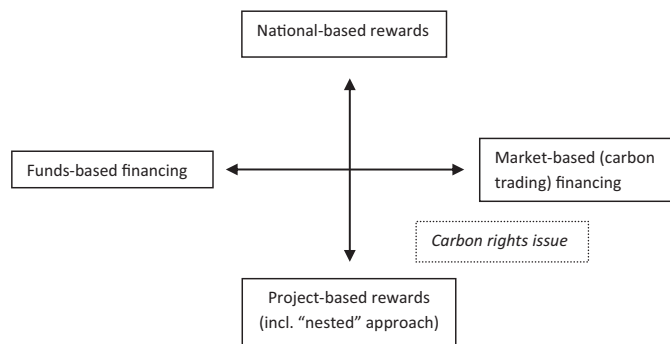 National-based rewards
Funds-based financing
Market-based (carbon
trading) financing
Carbon rights issue
Project-based rewards
(incl. “nested” approach)